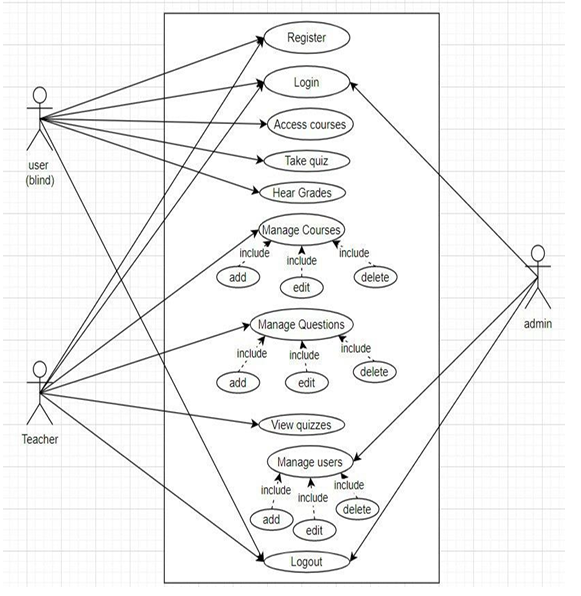 Register
Login
Access courses
Take quiz
Hear Grades
user
(blind)
Manage Courses
include
include
include
add
edit
delete
admin
Manage Questions
include
include
include
add
edit
delete
Teacher
View quizzes
Manage users
include
include
include
add
edit
delete
Logout